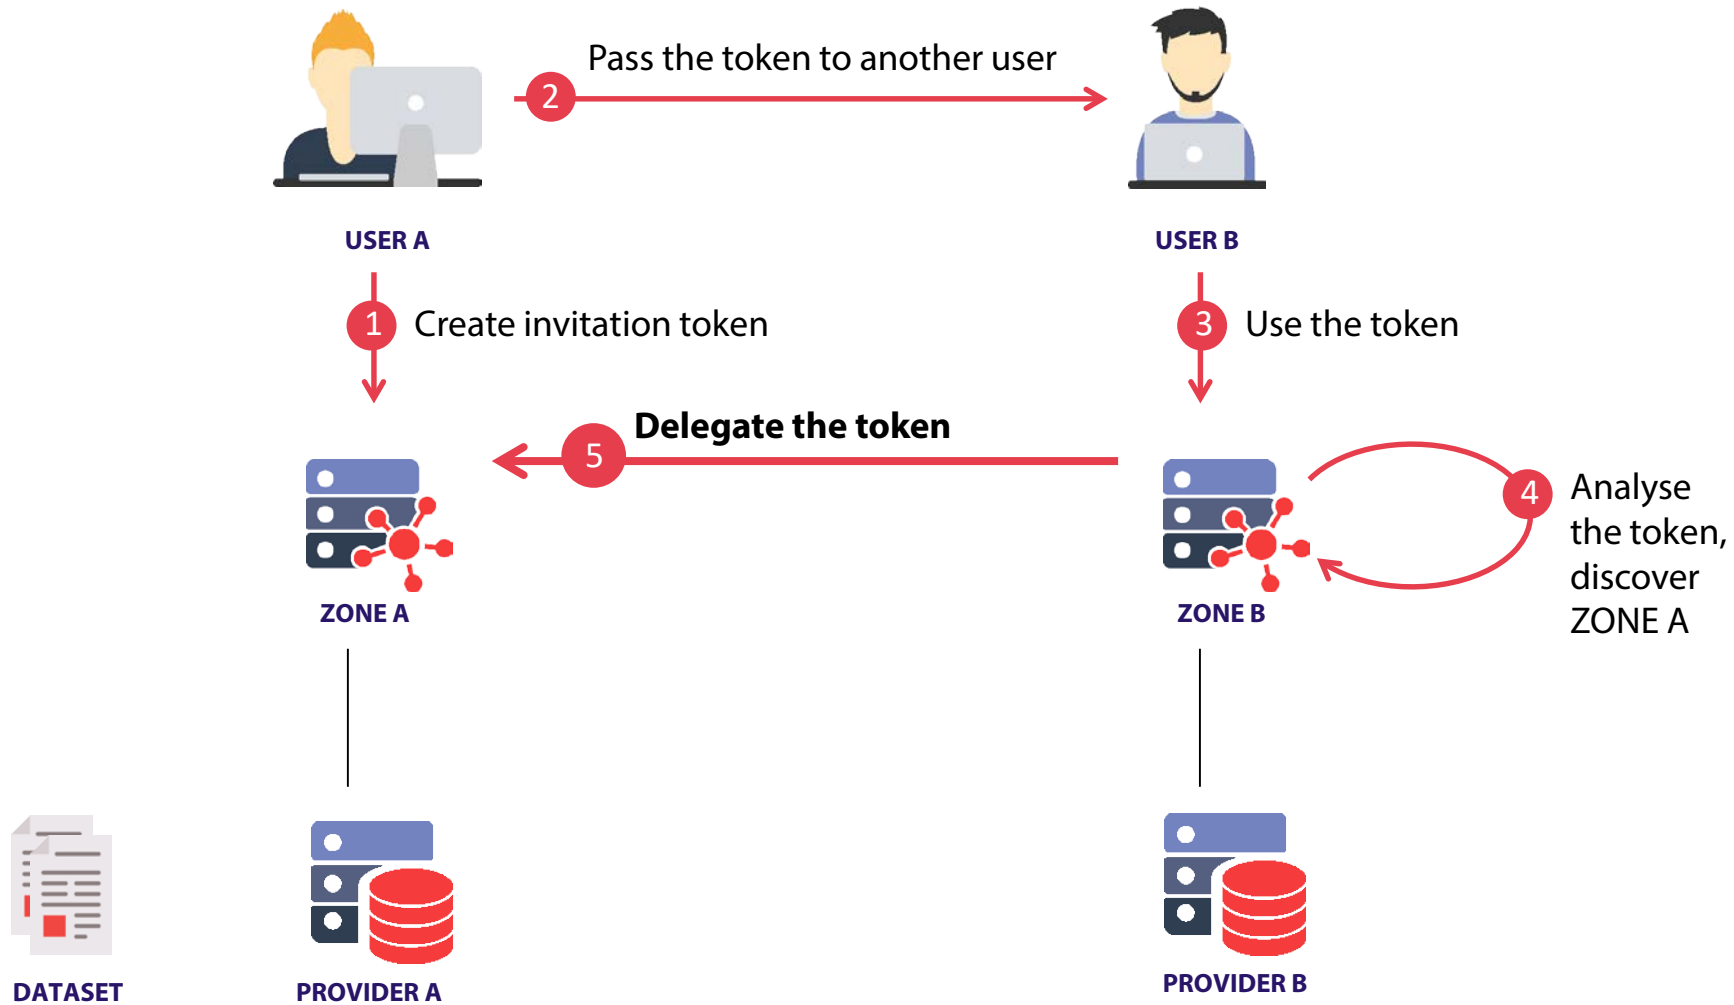 Pass the token to another user
2
USER A
USER B
1
Create invitation token
3
Use the token
Delegate the token
5
4
Analyse
the token,
discover
ZONE A
ZONE A
ZONE B
DATASET
PROVIDER A
PROVIDER B